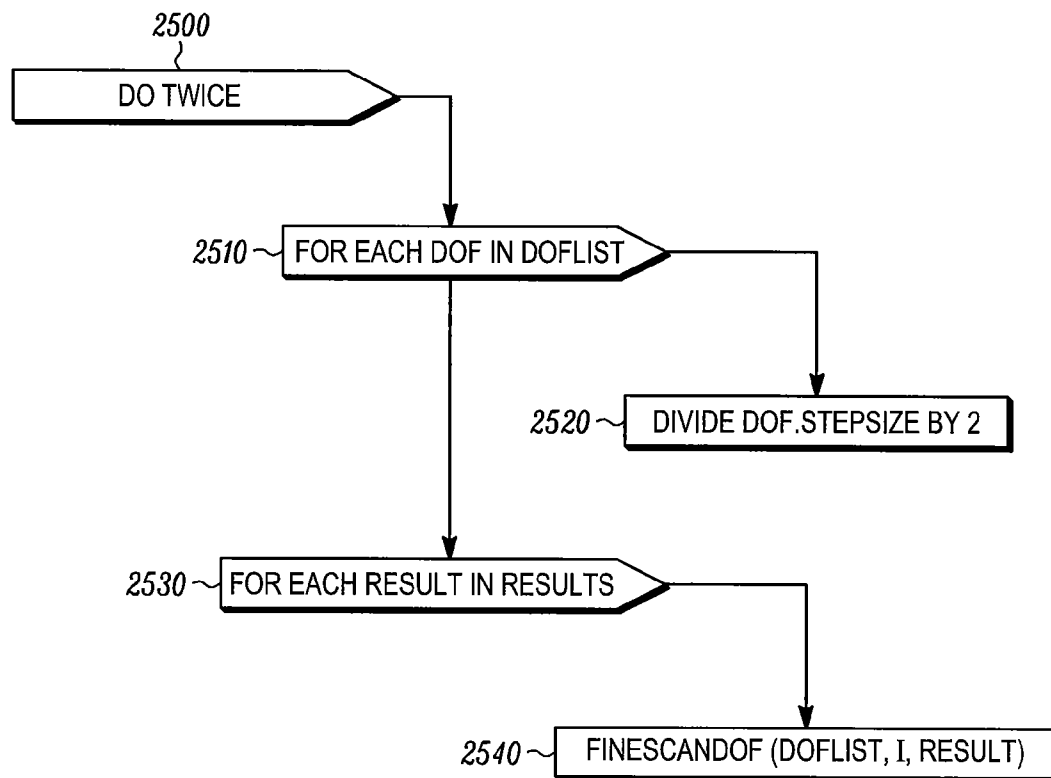 2500
DO TWICE
2510
FOR EACH DOF IN DOFLIST
2520
DIVIDE DOF.STEPSIZE BY 2
2530
FOR EACH RESULT IN RESULTS
2540
FINESCANDOF (DOFLIST, I, RESULT)